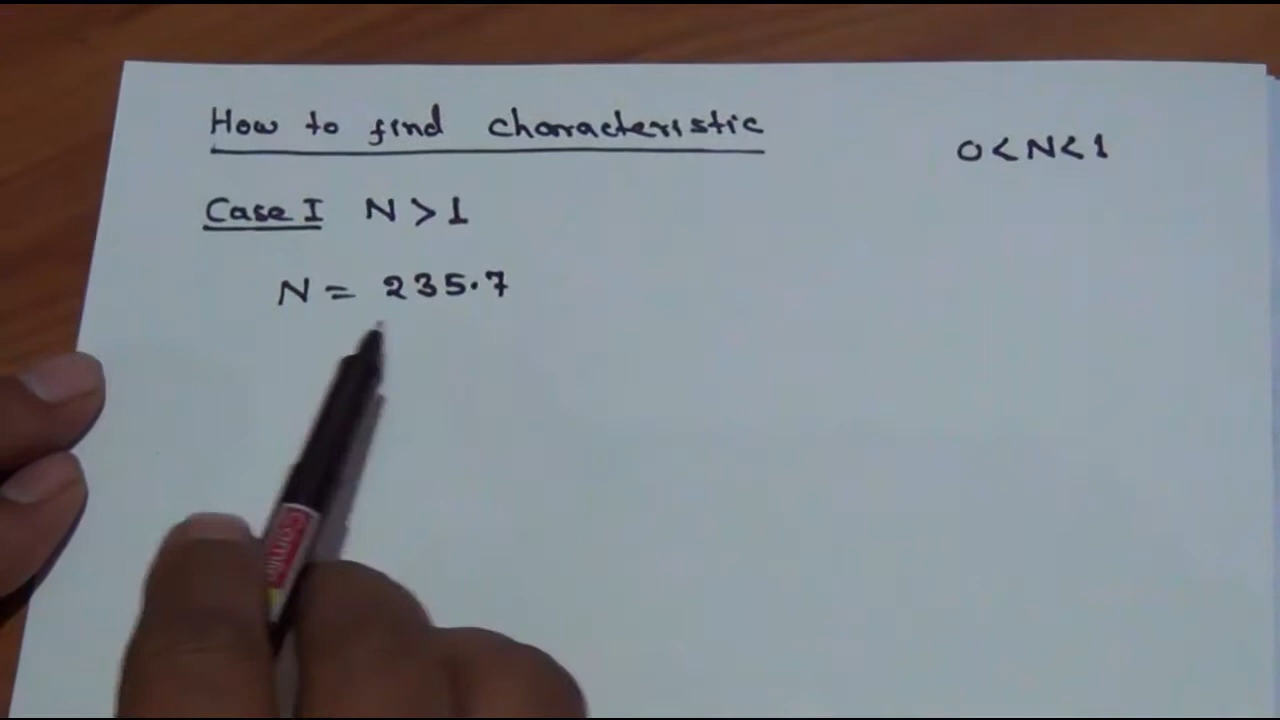 How to find characteristic
0 < N < 1
Case I N > 1
N = 235.7